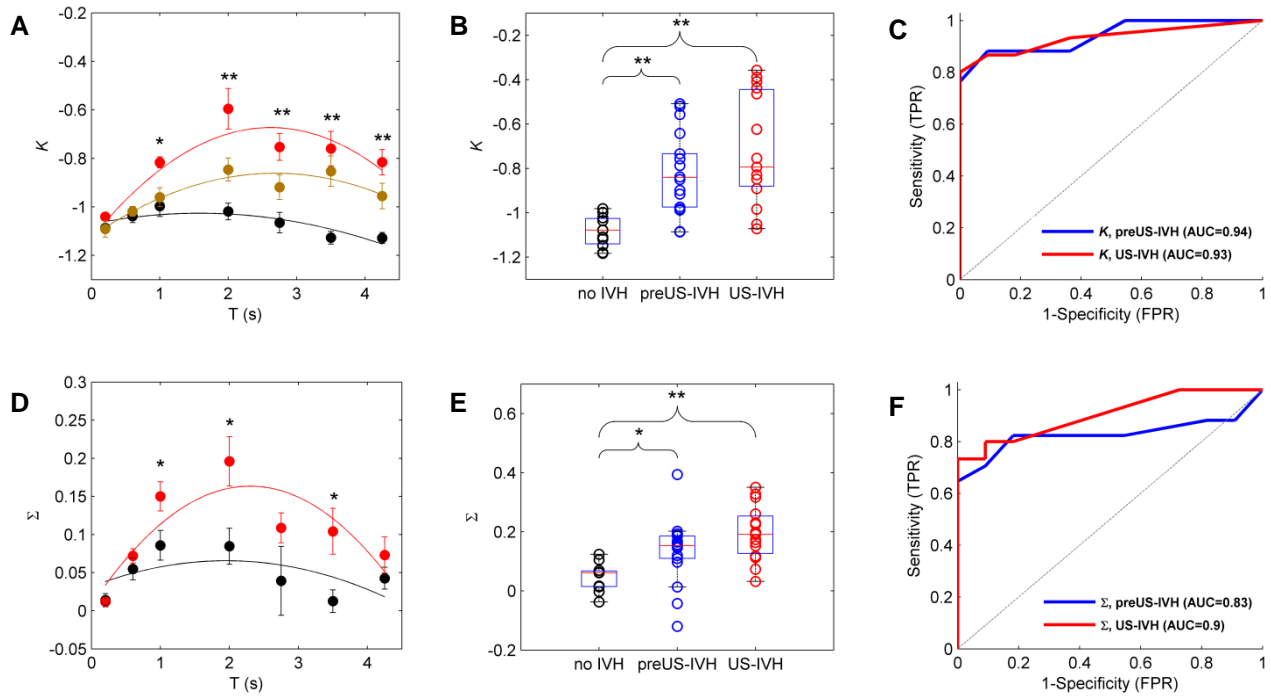 A
-0.2
-0.4
-0.6
-0.8
-1.0
-1.2
K
*
**
**
**
**
0 1 2 3 4
T (s)
B
-0.2
-0.4
-0.6
-0.8
-1.0
-1.2
K
**
**
no IVH preUS-IVH US-IVH
C
1
0.8
0.6
0.4
0.2
0
Sensitivity (TPR)
K, preUS-IVH (AUC=0.94)
K, US-IVH (AUC=0.93)
0 0.2 0.4 0.6 0.8 1
1-Specificity (FPR)
D
0.3
0.25
0.2
0.15
0.1
0.05
0
-0.05
Σ
*
*
*
0 1 2 3 4
T (s)
E
0.6
0.4
0.2
0
-0.2
Σ
**
*
no IVH preUS-IVH US-IVH
F
1
0.8
0.6
0.4
0.2
0
Sensitivity (TPR)
Σ, preUS-IVH (AUC=0.83)
Σ, US-IVH (AUC=0.9)
0 0.2 0.4 0.6 0.8 1
1-Specificity (FPR)